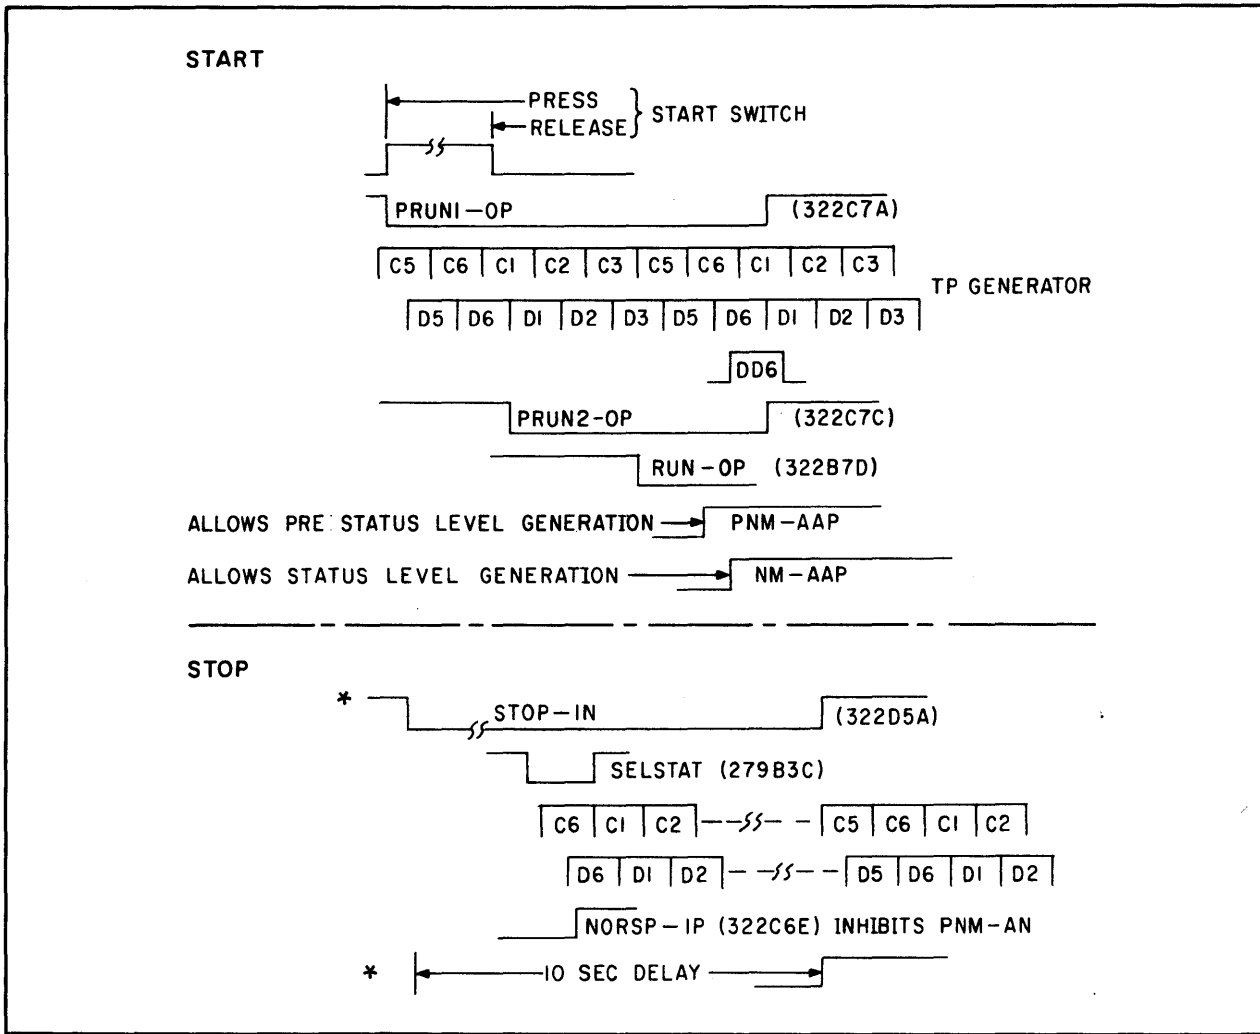 START
PRESS
RELEASE
START SWITCH
PRUN1-OP (322C7A)
C5 C6 C1 C2 C3 C5 C6 C1 C2 C3
TP GENERATOR
D5 D6 D1 D2 D3 D5 D6 D1 D2 D3
DD6
PRUN2-OP (322C7C)
RUN-OP (322B7D)
ALLOWS PRE STATUS LEVEL GENERATION PNM-AAP
ALLOWS STATUS LEVEL GENERATION NM-AAP
STOP
* STOP-IN (322D5A)
SELSTAT (279B3C)
C6 C1 C2 C5 C6 C1 C2
D6 D1 D2 D5 D6 D1 D2
NORSP-IP (322C6E) INHIBITS PNM-AN
* 10 SEC DELAY